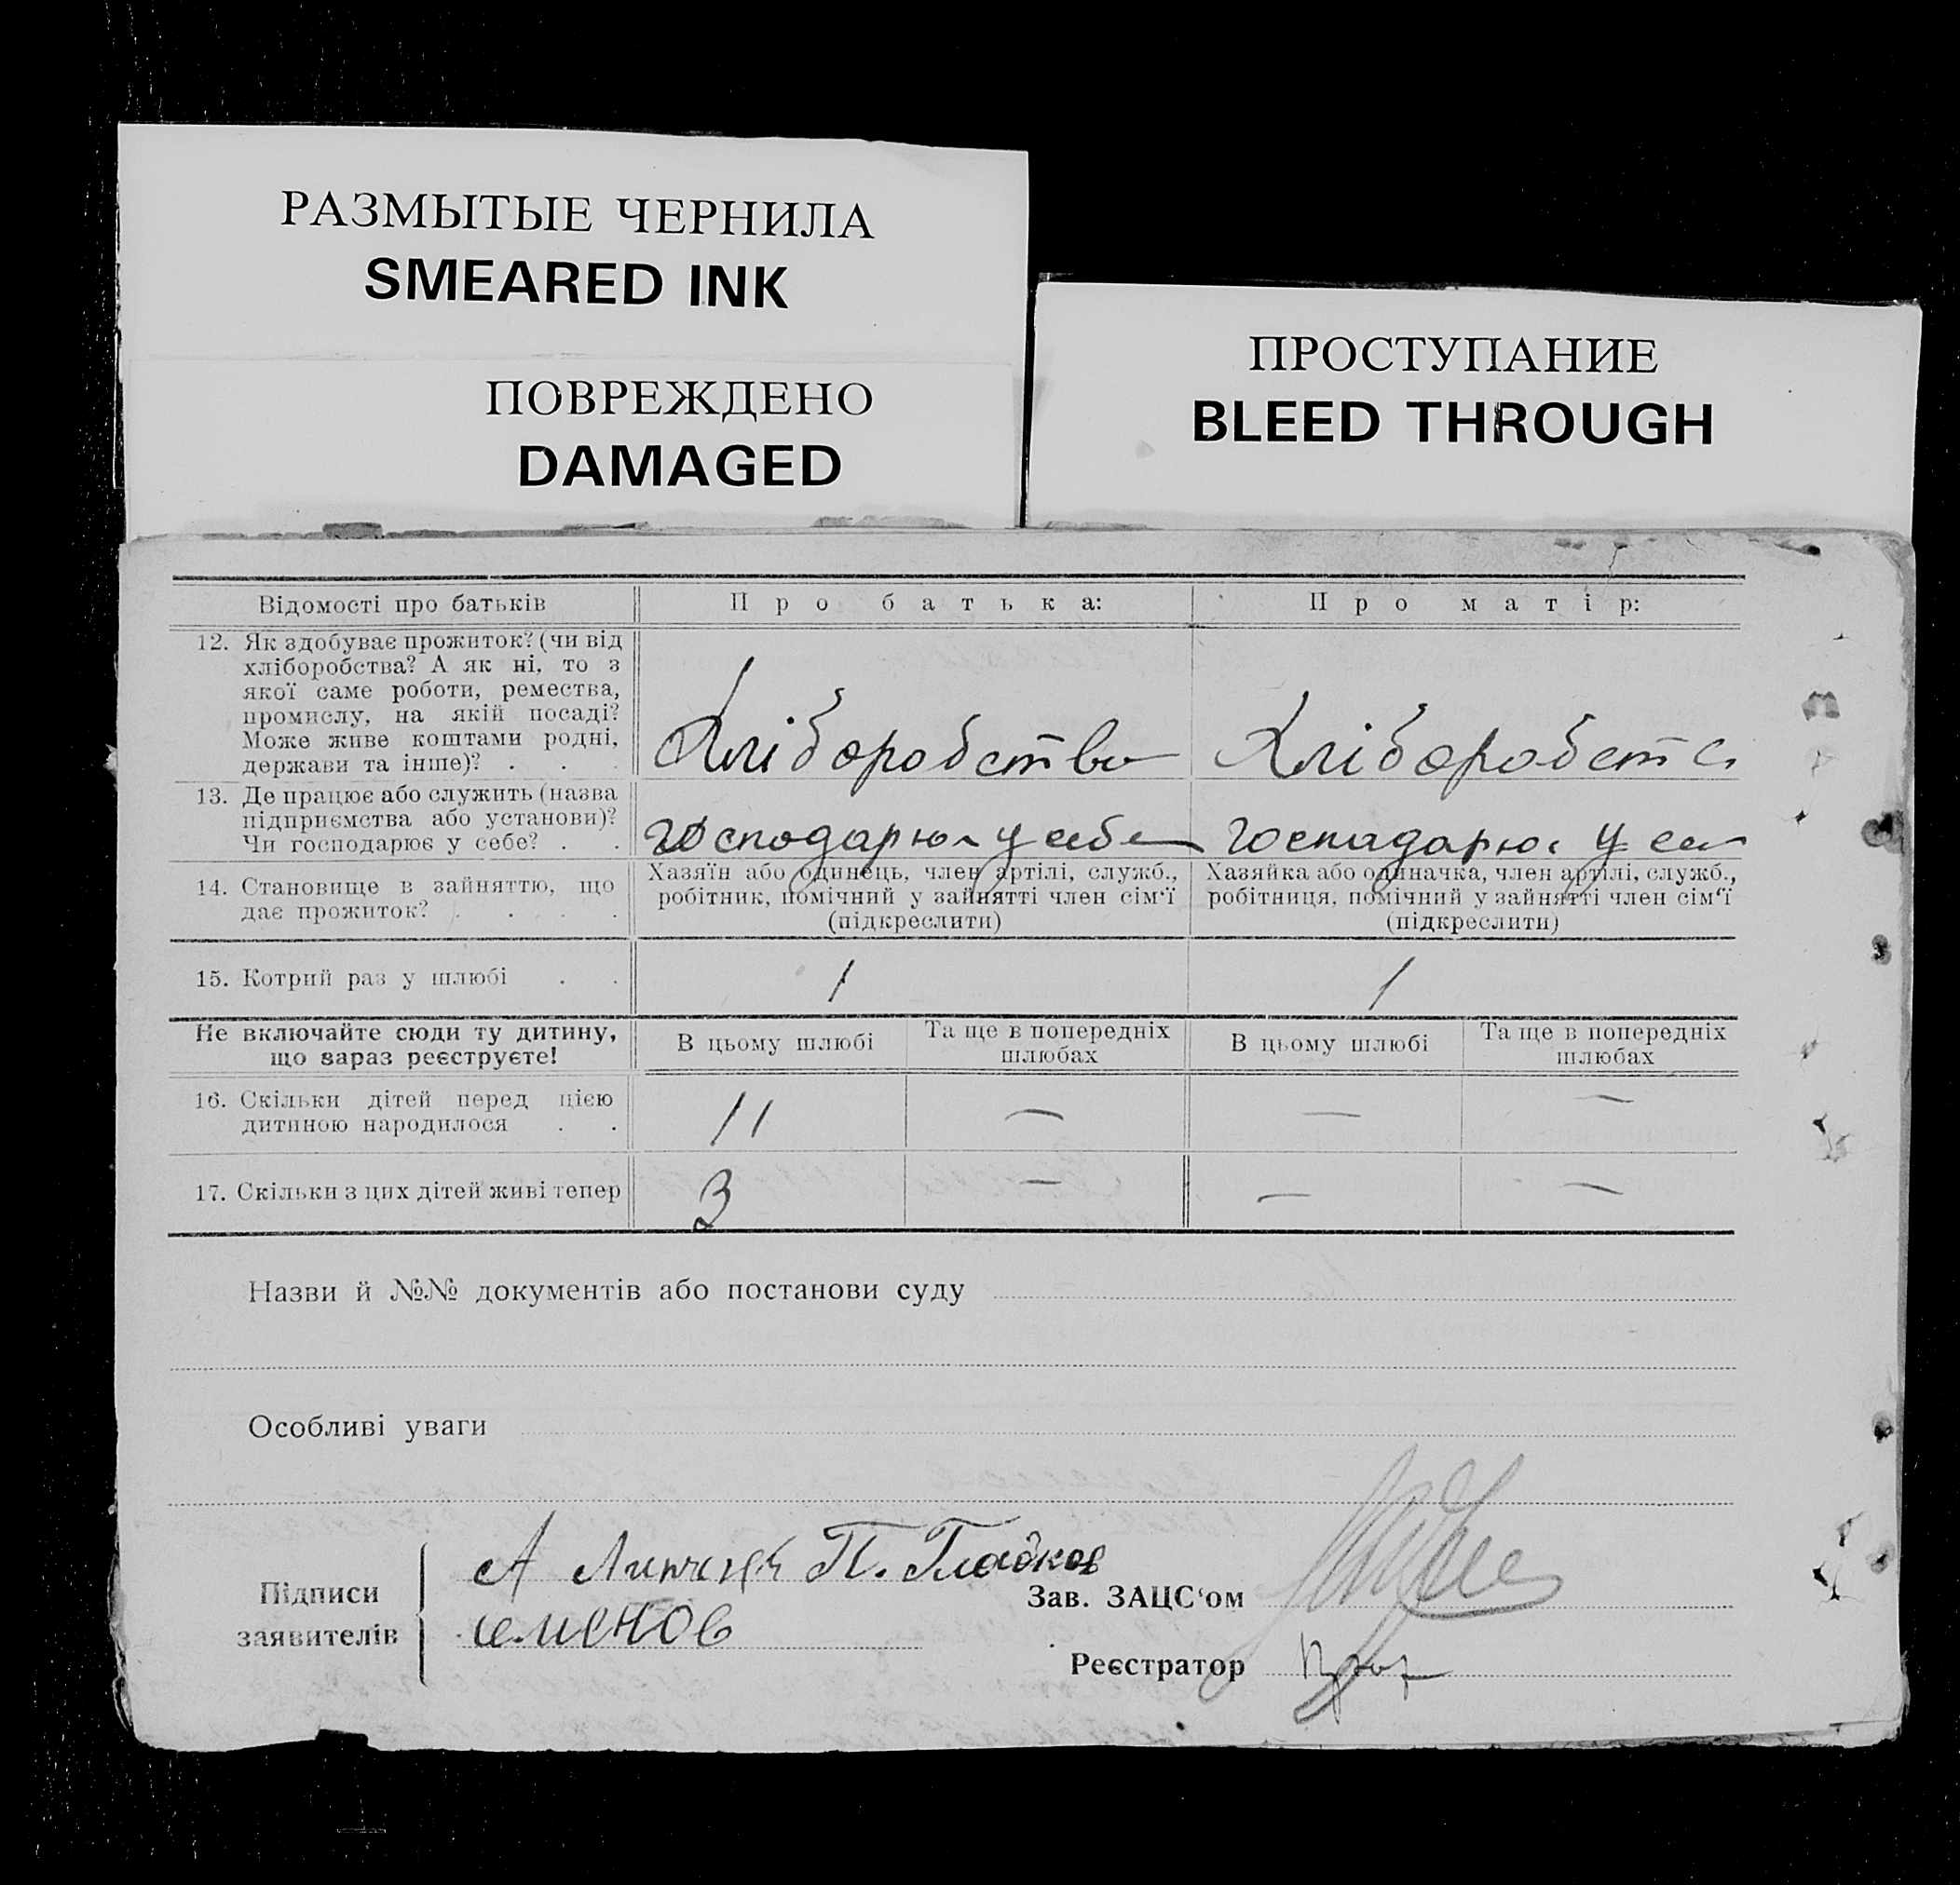 РАЗМЫТЫЕ ЧЕРНИЛА
SMEARED INK
ПОВРЕЖДЕНО
DAMAGED
ПРОСТУПАНИЕ
BLEED THROUGH
Відомості про батьків
Про батька:
Про матір:
12. Як здобуває прожиток? (чи від
хліборобства? А як ні, то з
якої саме роботи, ремества,
промислу, на якій посаді?
Може живе коштами родні,
держави та інше)? . .
Хліборобство
Хліборобст
13. Де працює або служить (назва
підприємства або установи)?
Чи господарює у себе? . .
господарює у себе
господарює у се
14. Становище в зайняттю, що
дає прожиток? . . . .
Хазяїн або одинець, член артілі, служб.,
робітник, помічний у зайнятті член сім‘ї
(підкреслити)
Хазяйка або одиначка, член артілі, служб.,
робітниця, помічний у зайнятті член сім‘ї
(підкреслити)
15. Котрий раз у шлюбі . .
1
1
Не включайте сюди ту дитину,
що зараз реєструєте!
В цьому шлюбі
Та ще в попередніх
шлюбах
В цьому шлюбі
Та ще в попередніх
шлюбах
16. Скільки дітей перед цією
дитиною народилося . .
11 — — —
17. Скільки з цих дітей живі тепер
3 — — —
Назви й №№ документів або постанови суду
Особливі уваги
Підписи
заявителів
А П. Гладков
Зав. ЗАЦС‘ом
Реєстратор